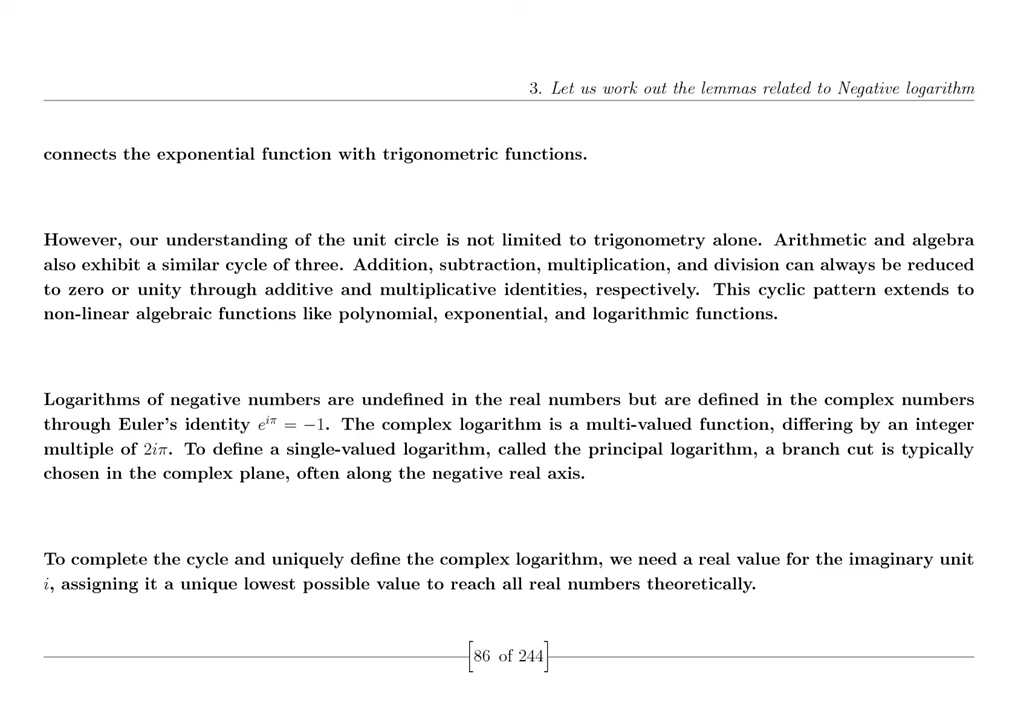 3. Let us work out the lemmas related to Negative logarithm
connects the exponential function with trigonometric functions.
However, our understanding of the unit circle is not limited to trigonometry alone. Arithmetic and algebra
also exhibit a similar cycle of three. Addition, subtraction, multiplication, and division can always be reduced
to zero or unity through additive and multiplicative identities, respectively. This cyclic pattern extends to
non-linear algebraic functions like polynomial, exponential, and logarithmic functions.
Logarithms of negative numbers are undefined in the real numbers but are defined in the complex numbers
through Euler's identity $e^{i\pi} = -1$. The complex logarithm is a multi-valued function, differing by an integer
multiple of $2i\pi$. To define a single-valued logarithm, called the principal logarithm, a branch cut is typically
chosen in the complex plane, often along the negative real axis.
To complete the cycle and uniquely define the complex logarithm, we need a real value for the imaginary unit
$i$, assigning it a unique lowest possible value to reach all real numbers theoretically.
[86 of 244]